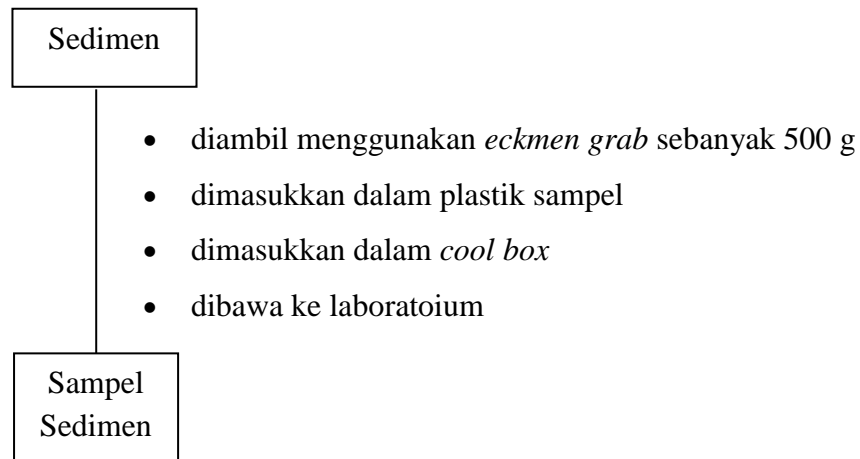 Sedimen
• diambil menggunakan eckmen grab sebanyak 500 g
• dimasukkan dalam plastik sampel
• dimasukkan dalam cool box
• dibawa ke laboratoium
Sampel
Sedimen